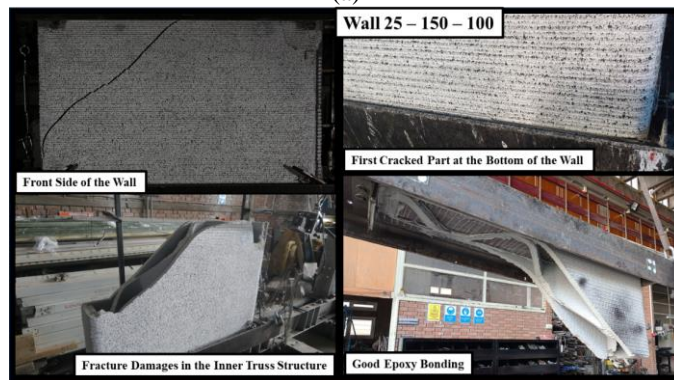 Wall 25 – 150 – 100
Front Side of the Wall
First Cracked Part at the Bottom of the Wall
Fracture Damages in the Inner Truss Structure
Good Epoxy Bonding